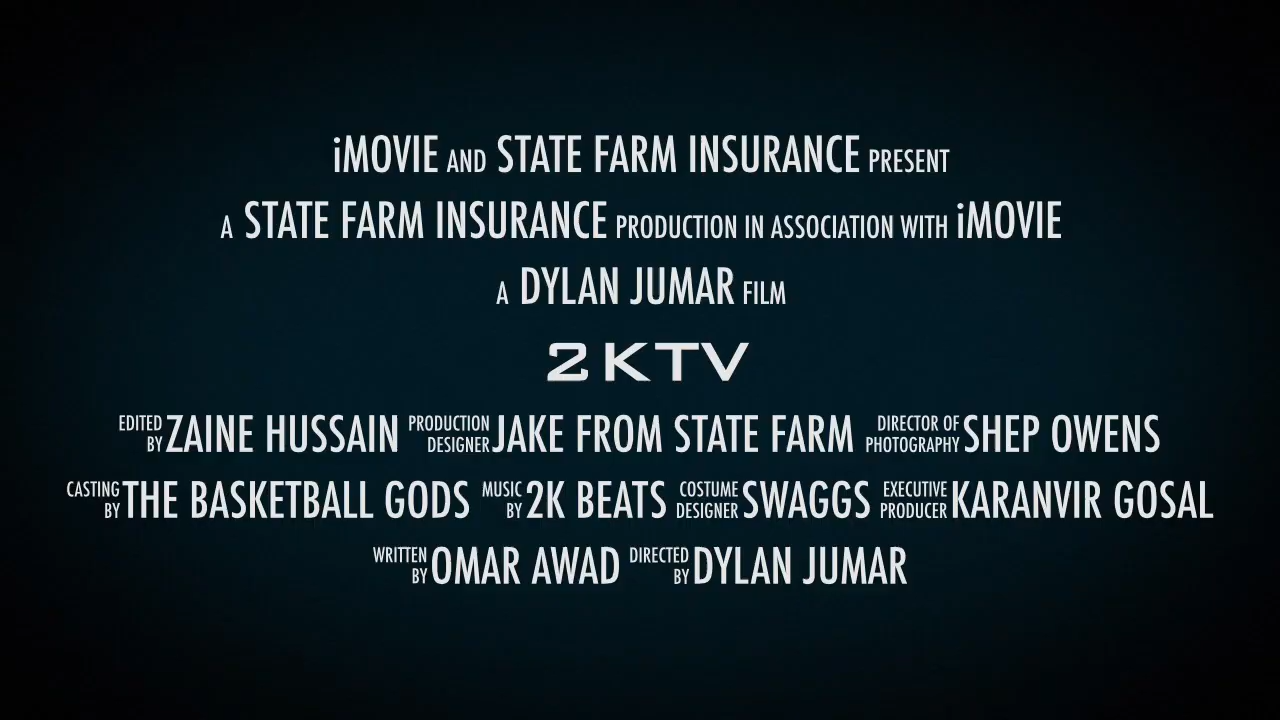 iMOVIE AND STATE FARM INSURANCE PRESENT
A STATE FARM INSURANCE PRODUCTION IN ASSOCIATION WITH iMOVIE
A DYLAN JUMAR FILM
2KTV
EDITED BY ZAINE HUSSAIN PRODUCTION DESIGNER JAKE FROM STATE FARM DIRECTOR OF PHOTOGRAPHY SHEP OWENS
CASTING BY THE BASKETBALL GODS MUSIC BY 2K BEATS COSTUME DESIGNER SWAGGS EXECUTIVE PRODUCER KARANVIR GOSAL
WRITTEN BY OMAR AWAD DIRECTED BY DYLAN JUMAR